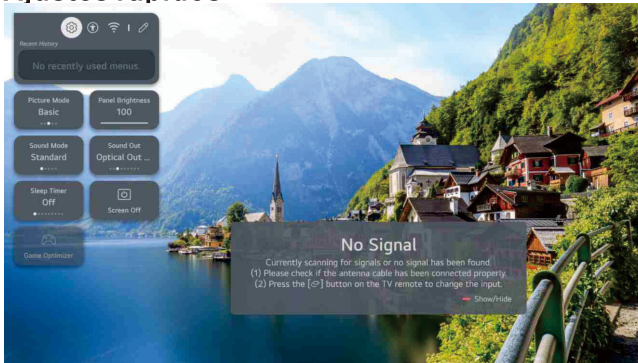 Ajustes rápidos
Recent History
No recently used menus.
Picture Mode
Basic
Panel Brightness
100
Sound Mode
Standard
Sound Out
Optical Out ...
Sleep Timer
Off
Screen Off
Game Optimizer
No Signal
Currently scanning for signals or no signal has been found
(1) Please check if the antenna cable has been connected properly.
(2) Press the [ ] button on the TV remote to change the input.
Show/Hide